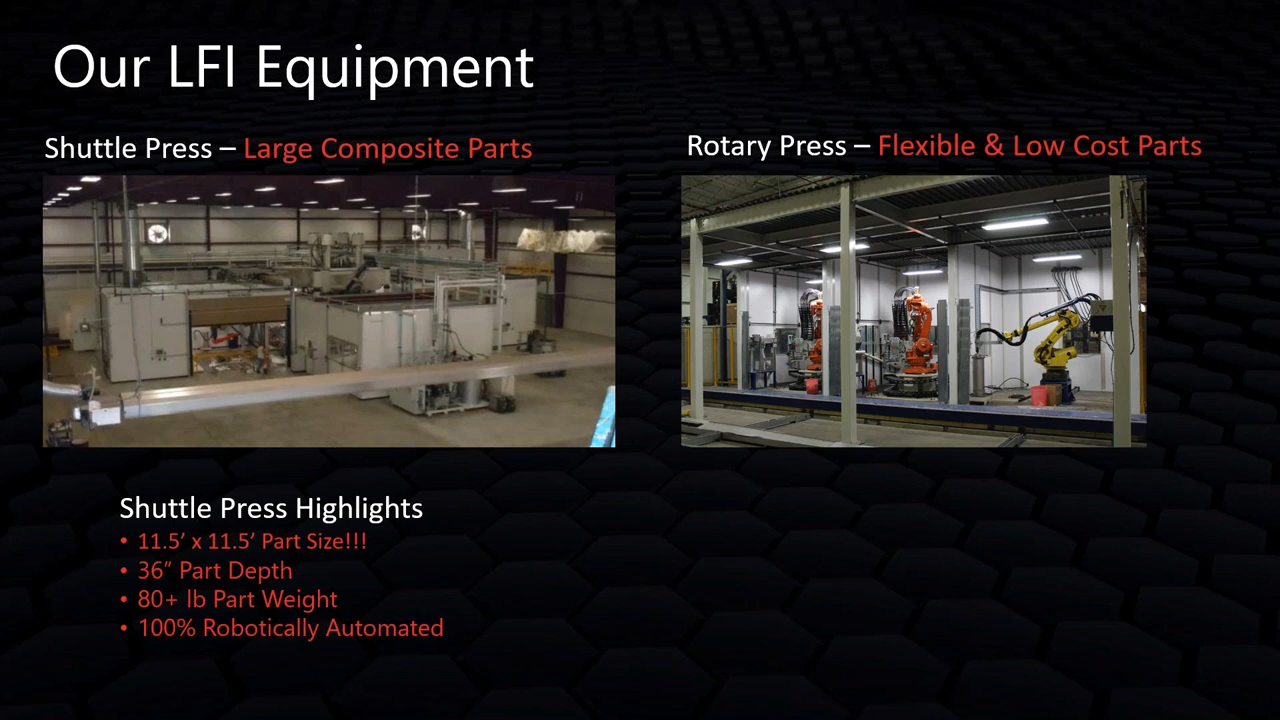 Our LFI Equipment
Shuttle Press – Large Composite Parts
Rotary Press – Flexible & Low Cost Parts
Shuttle Press Highlights
• 11.5’ x 11.5’ Part Size!!!
• 36” Part Depth
• 80+ lb Part Weight
• 100% Robotically Automated